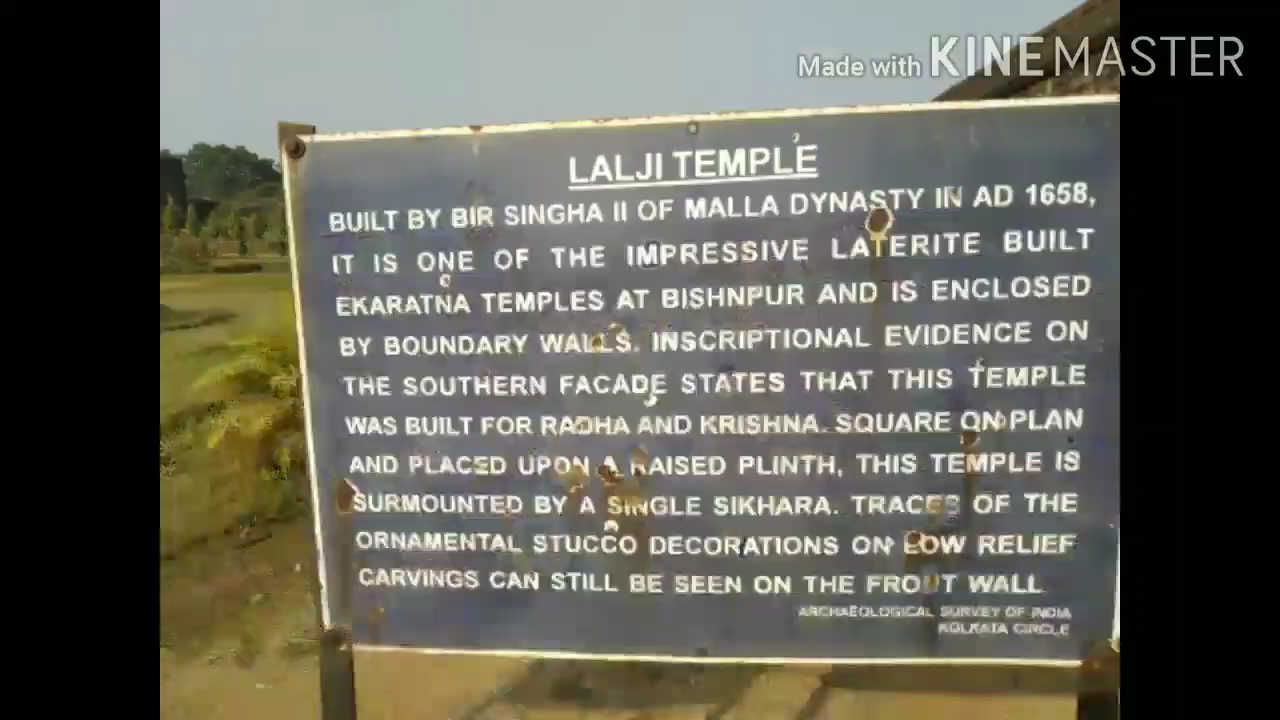 Made with KINEMASTER
LALJI TEMPLE
BUILT BY BIR SINGHA II OF MALLA DYNASTY IN AD 1658,
IT IS ONE OF THE IMPRESSIVE LATERITE BUILT
EKARATNA TEMPLES AT BISHNPUR AND IS ENCLOSED
BY BOUNDARY WALLS. INSCRIPTIONAL EVIDENCE ON
THE SOUTHERN FACADE STATES THAT THIS TEMPLE
WAS BUILT FOR RADHA AND KRISHNA. SQUARE ON PLAN
AND PLACED UPON A RAISED PLINTH, THIS TEMPLE IS
SURMOUNTED BY A SINGLE SIKHARA. TRACES OF THE
ORNAMENTAL STUCCO DECORATIONS ON LOW RELIEF
CARVINGS CAN STILL BE SEEN ON THE FROUT WALL
ARCHAEOLOGICAL SURVEY OF INDIA
KOLKATA CIRCLE